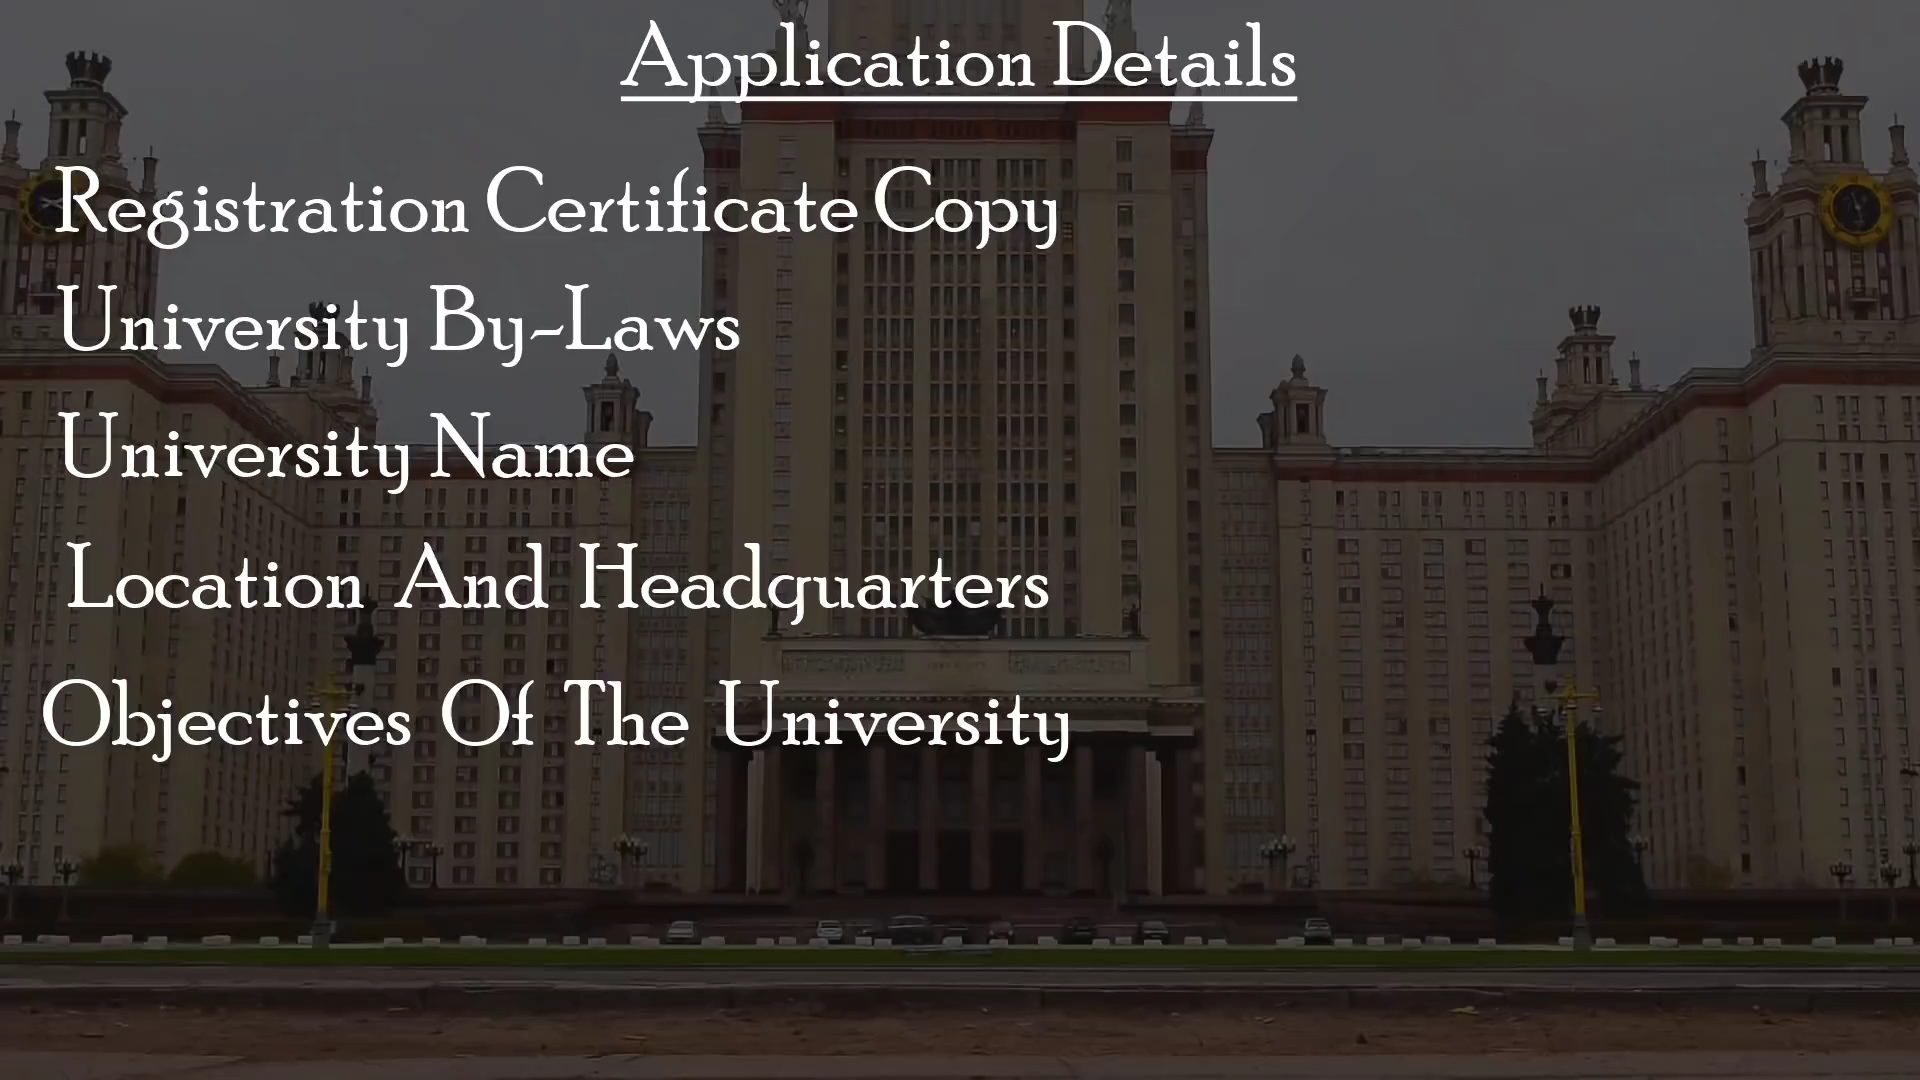 Application Details
Registration Certificate Copy
University By-Laws
University Name
Location And Headquarters
Objectives Of The University